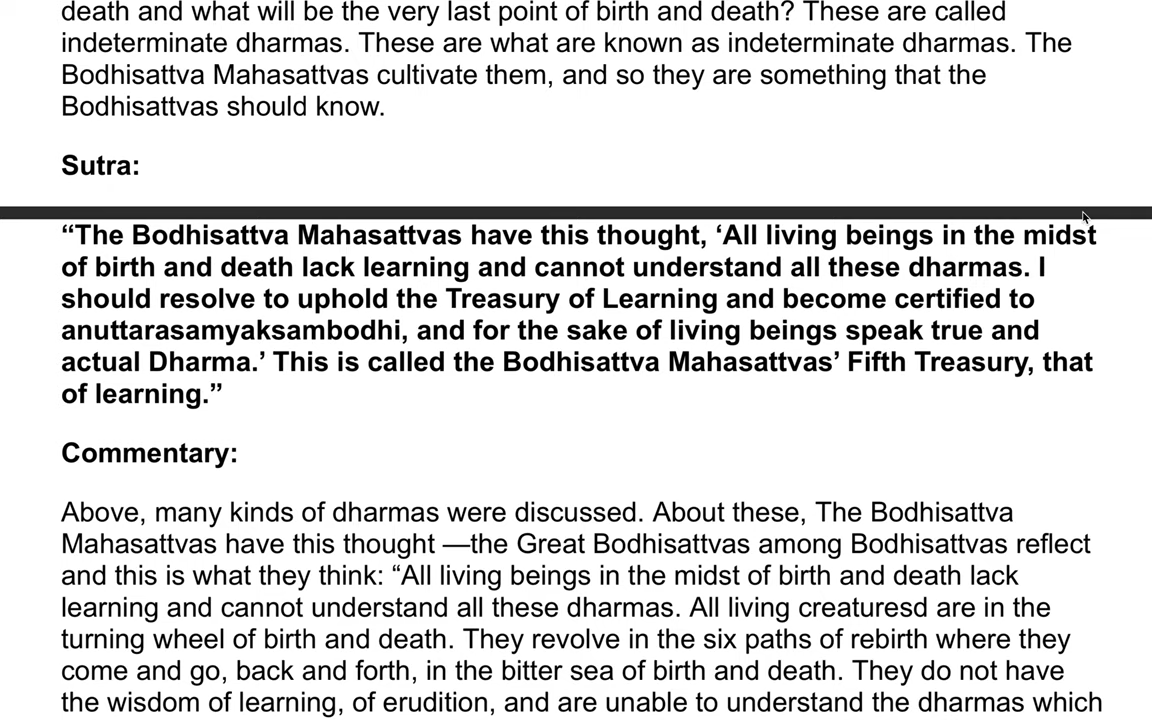 death and what will be the very last point of birth and death? These are called
indeterminate dharmas. These are what are known as indeterminate dharmas. The
Bodhisattva Mahasattvas cultivate them, and so they are something that the
Bodhisattvas should know.
Sutra:
“The Bodhisattva Mahasattvas have this thought, ‘All living beings in the midst
of birth and death lack learning and cannot understand all these dharmas. I
should resolve to uphold the Treasury of Learning and become certified to
anuttarasamyaksambodhi, and for the sake of living beings speak true and
actual Dharma.’ This is called the Bodhisattva Mahasattvas’ Fifth Treasury, that
of learning.”
Commentary:
Above, many kinds of dharmas were discussed. About these, The Bodhisattva
Mahasattvas have this thought —the Great Bodhisattvas among Bodhisattvas reflect
and this is what they think: “All living beings in the midst of birth and death lack
learning and cannot understand all these dharmas. All living creaturesd are in the
turning wheel of birth and death. They revolve in the six paths of rebirth where they
come and go, back and forth, in the bitter sea of birth and death. They do not have
the wisdom of learning, of erudition, and are unable to understand the dharmas which